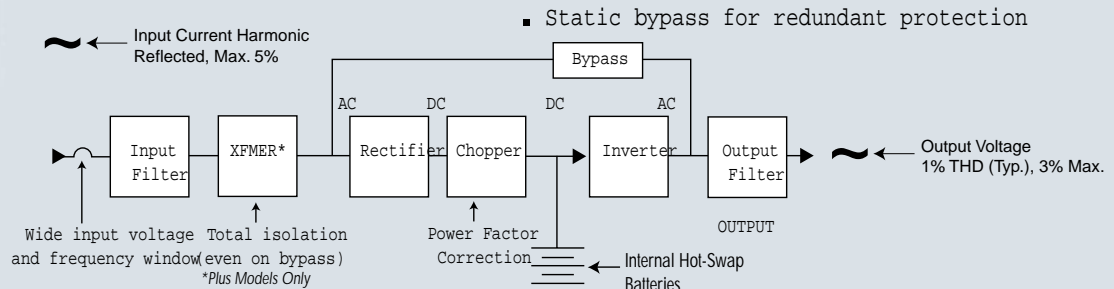 ▪ Static bypass for redundant protection
Input Current Harmonic
Reflected, Max. 5%
Bypass
AC
DC
DC
AC
Input
Filter
XFMER*
Rectifier
Chopper
Inverter
Output
Filter
Output Voltage
1% THD (Typ.), 3% Max.
OUTPUT
Wide input voltage
and frequency window
Total isolation
(even on bypass)
*Plus Models Only
Power Factor
Correction
Internal Hot-Swap
Batteries